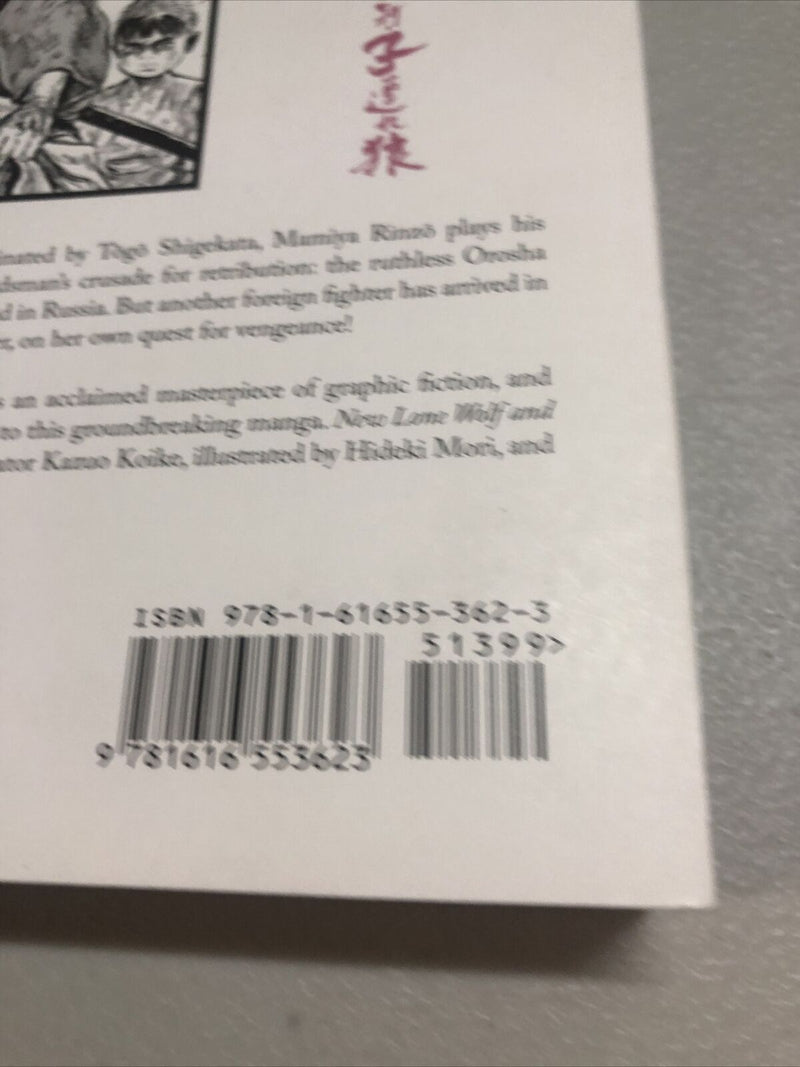 子連れ狼
inated by Tōgō Shigekata, Mamiya Rinzō plays his
dsman's crusade for retribution: the ruthless Orosha
d in Russia. But another foreign fighter has arrived in
r, on her own quest for vengeance!
s an acclaimed masterpiece of graphic fiction, and
to this groundbreaking manga. New Lone Wolf and
ator Kazuo Koike, illustrated by Hideki Mori, and
ISBN 978-1-61655-362-3
51399>
9 781616 553623